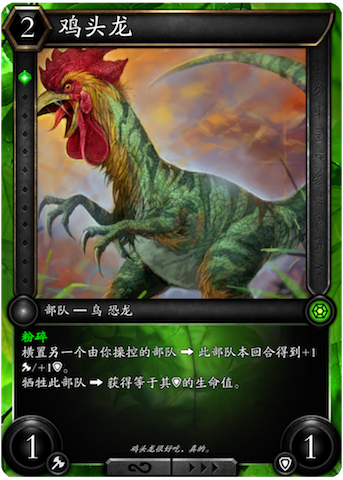 2 鸡头龙
部队 — 鸟 恐龙
粉碎
横置另一个由你操控的部队 ➡ 此部队本回合得到+1
/+1。
牺牲此部队 ➡ 获得等于其的生命值。
鸡头龙很好吃，真的。
1 1